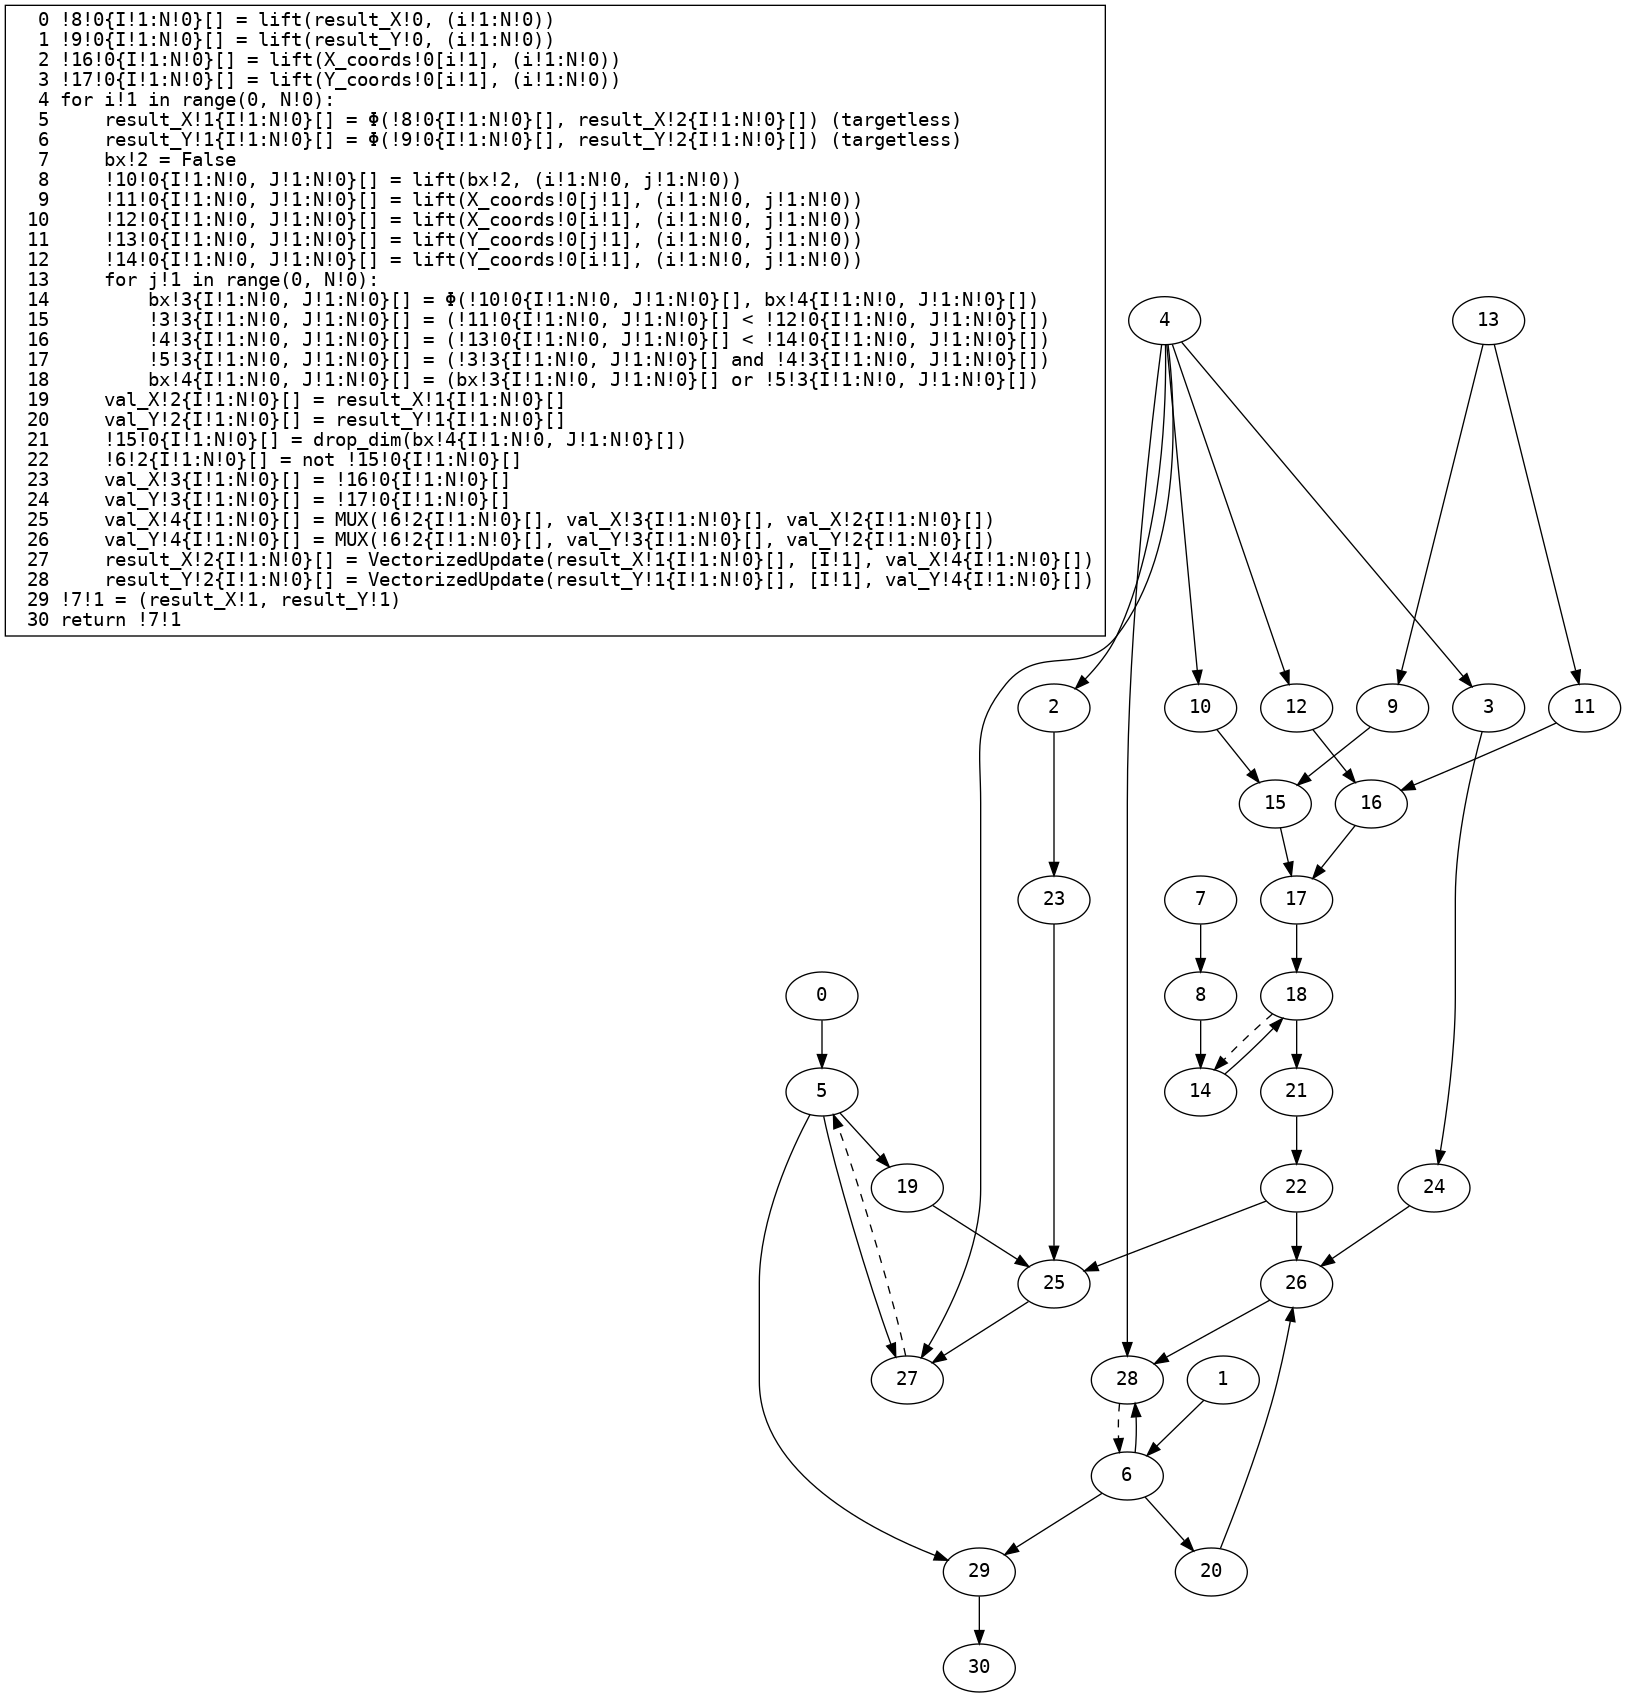 0 !8!0{I!1:N!0}[] = lift(result_X!0, (i!1:N!0))
1 !9!0{I!1:N!0}[] = lift(result_Y!0, (i!1:N!0))
2 !16!0{I!1:N!0}[] = lift(X_coords!0[i!1], (i!1:N!0))
3 !17!0{I!1:N!0}[] = lift(Y_coords!0[i!1], (i!1:N!0))
4 for i!1 in range(0, N!0):
5     result_X!1{I!1:N!0}[] = Φ(!8!0{I!1:N!0}[], result_X!2{I!1:N!0}[]) (targetless)
6     result_Y!1{I!1:N!0}[] = Φ(!9!0{I!1:N!0}[], result_Y!2{I!1:N!0}[]) (targetless)
7     bx!2 = False
8     !10!0{I!1:N!0, J!1:N!0}[] = lift(bx!2, (i!1:N!0, j!1:N!0))
9     !11!0{I!1:N!0, J!1:N!0}[] = lift(X_coords!0[j!1], (i!1:N!0, j!1:N!0))
10     !12!0{I!1:N!0, J!1:N!0}[] = lift(X_coords!0[i!1], (i!1:N!0, j!1:N!0))
11     !13!0{I!1:N!0, J!1:N!0}[] = lift(Y_coords!0[j!1], (i!1:N!0, j!1:N!0))
12     !14!0{I!1:N!0, J!1:N!0}[] = lift(Y_coords!0[i!1], (i!1:N!0, j!1:N!0))
13     for j!1 in range(0, N!0):
14         bx!3{I!1:N!0, J!1:N!0}[] = Φ(!10!0{I!1:N!0, J!1:N!0}[], bx!4{I!1:N!0, J!1:N!0}[])
15         !3!3{I!1:N!0, J!1:N!0}[] = (!11!0{I!1:N!0, J!1:N!0}[] < !12!0{I!1:N!0, J!1:N!0}[])
16         !4!3{I!1:N!0, J!1:N!0}[] = (!13!0{I!1:N!0, J!1:N!0}[] < !14!0{I!1:N!0, J!1:N!0}[])
17         !5!3{I!1:N!0, J!1:N!0}[] = (!3!3{I!1:N!0, J!1:N!0}[] and !4!3{I!1:N!0, J!1:N!0}[])
18         bx!4{I!1:N!0, J!1:N!0}[] = (bx!3{I!1:N!0, J!1:N!0}[] or !5!3{I!1:N!0, J!1:N!0}[])
19     val_X!2{I!1:N!0}[] = result_X!1{I!1:N!0}[]
20     val_Y!2{I!1:N!0}[] = result_Y!1{I!1:N!0}[]
21     !15!0{I!1:N!0}[] = drop_dim(bx!4{I!1:N!0, J!1:N!0}[])
22     !6!2{I!1:N!0}[] = not !15!0{I!1:N!0}[]
23     val_X!3{I!1:N!0}[] = !16!0{I!1:N!0}[]
24     val_Y!3{I!1:N!0}[] = !17!0{I!1:N!0}[]
25     val_X!4{I!1:N!0}[] = MUX(!6!2{I!1:N!0}[], val_X!3{I!1:N!0}[], val_X!2{I!1:N!0}[])
26     val_Y!4{I!1:N!0}[] = MUX(!6!2{I!1:N!0}[], val_Y!3{I!1:N!0}[], val_Y!2{I!1:N!0}[])
27     result_X!2{I!1:N!0}[] = VectorizedUpdate(result_X!1{I!1:N!0}[], [I!1], val_X!4{I!1:N!0}[])
28     result_Y!2{I!1:N!0}[] = VectorizedUpdate(result_Y!1{I!1:N!0}[], [I!1], val_Y!4{I!1:N!0}[])
29 !7!1 = (result_X!1, result_Y!1)
30 return !7!1
4 13
2 10 12 9 3 11
15 16
23 7 17
0 8 18
5 14 21
19 22 24
25 26
27 28 1
6
29 20
30